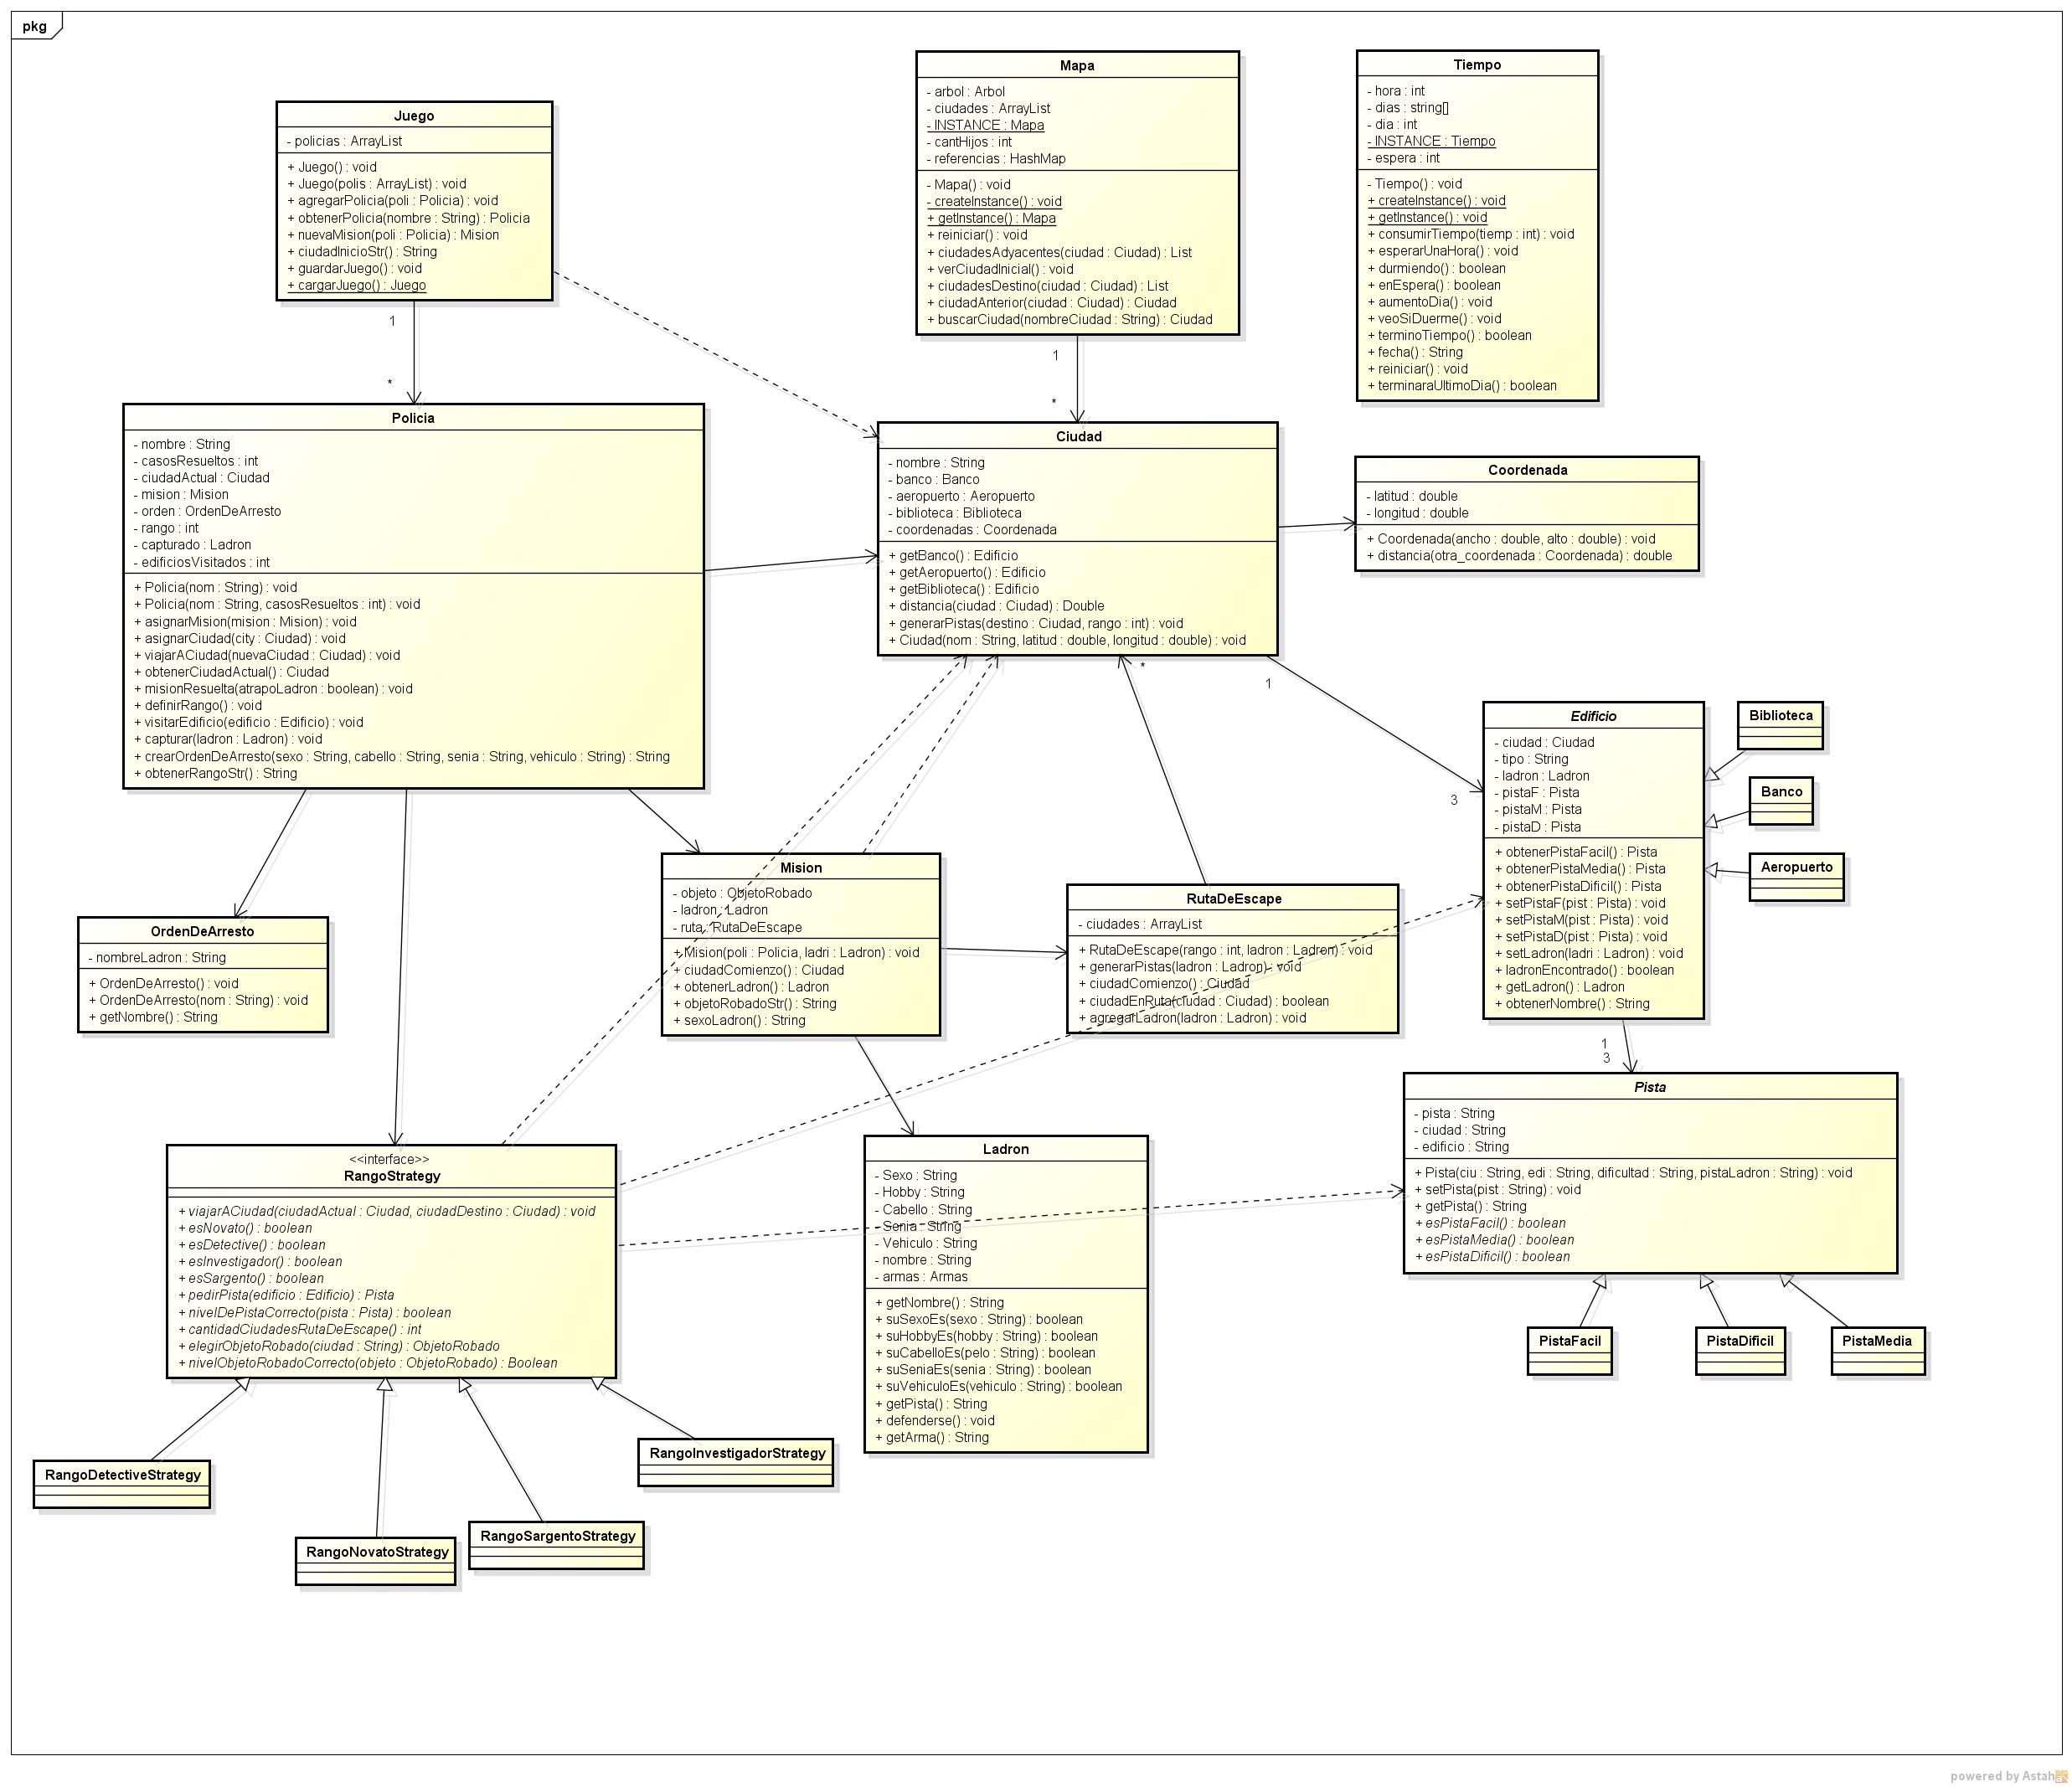 pkg
Juego
- policias : ArrayList
+ Juego() : void
+ Juego(polis : ArrayList) : void
+ agregarPolicia(poli : Policia) : void
+ obtenerPolicia(nombre : String) : Policia
+ nuevaMision(poli : Policia) : Mision
+ ciudadInicioStr() : String
+ guardarJuego() : void
+ cargarJuego() : Juego
Mapa
- arbol : Arbol
- ciudades : ArrayList
- INSTANCE : Mapa
- cantHijos : int
- referencias : HashMap
- Mapa() : void
- createInstance() : void
+ getInstance() : Mapa
+ reiniciar() : void
+ ciudadesAdyacentes(ciudad : Ciudad) : List
+ verCiudadInicial() : void
+ ciudadesDestino(ciudad : Ciudad) : List
+ ciudadAnterior(ciudad : Ciudad) : Ciudad
+ buscarCiudad(nombreCiudad : String) : Ciudad
Tiempo
- hora : int
- dias : string[]
- dia : int
- INSTANCE : Tiempo
- espera : int
- Tiempo() : void
+ createInstance() : void
+ getInstance() : void
+ consumirTiempo(tiemp : int) : void
+ esperarUnaHora() : void
+ durmiendo() : boolean
+ enEspera() : boolean
+ aumentoDia() : void
+ veoSiDuerme() : void
+ terminoTiempo() : boolean
+ fecha() : String
+ reiniciar() : void
+ terminaraUltimoDia() : boolean
1
*
1
*
Policia
- nombre : String
- casosResueltos : int
- ciudadActual : Ciudad
- mision : Mision
- orden : OrdenDeArresto
- rango : int
- capturado : Ladron
- edificiosVisitados : int
+ Policia(nom : String) : void
+ Policia(nom : String, casosResueltos : int) : void
+ asignarMision(mision : Mision) : void
+ asignarCiudad(city : Ciudad) : void
+ viajarACiudad(nuevaCiudad : Ciudad) : void
+ obtenerCiudadActual() : Ciudad
+ misionResuelta(atrapoLadron : boolean) : void
+ definirRango() : void
+ visitarEdificio(edificio : Edificio) : void
+ capturar(ladron : Ladron) : void
+ crearOrdenDeArresto(sexo : String, cabello : String, senia : String, vehiculo : String) : String
+ obtenerRangoStr() : String
Ciudad
- nombre : String
- banco : Banco
- aeropuerto : Aeropuerto
- biblioteca : Biblioteca
- coordenadas : Coordenada
+ getBanco() : Edificio
+ getAeropuerto() : Edificio
+ getBiblioteca() : Edificio
+ distancia(ciudad : Ciudad) : Double
+ generarPistas(destino : Ciudad, rango : int) : void
+ Ciudad(nom : String, latitud : double, longitud : double) : void
Coordenada
- latitud : double
- longitud : double
+ Coordenada(ancho : double, alto : double) : void
+ distancia(otra_coordenada : Coordenada) : double
*
1
3
Edificio
- ciudad : Ciudad
- tipo : String
- ladron : Ladron
- pistaF : Pista
- pistaM : Pista
- pistaD : Pista
+ obtenerPistaFacil() : Pista
+ obtenerPistaMedia() : Pista
+ obtenerPistaDificil() : Pista
+ setPistaF(pist : Pista) : void
+ setPistaM(pist : Pista) : void
+ setPistaD(pist : Pista) : void
+ setLadron(ladri : Ladron) : void
+ ladronEncontrado() : boolean
+ getLadron() : Ladron
+ obtenerNombre() : String
Biblioteca
Banco
Aeropuerto
OrdenDeArresto
- nombreLadron : String
+ OrdenDeArresto() : void
+ OrdenDeArresto(nom : String) : void
+ getNombre() : String
Mision
- objeto : ObjetoRobado
- ladron : Ladron
- ruta : RutaDeEscape
+ Mision(poli : Policia, ladri : Ladron) : void
+ ciudadComienzo() : Ciudad
+ obtenerLadron() : Ladron
+ objetoRobadoStr() : String
+ sexoLadron() : String
RutaDeEscape
- ciudades : ArrayList
+ RutaDeEscape(rango : int, ladron : Ladron) : void
+ generarPistas(ladron : Ladron) : void
+ ciudadComienzo() : Ciudad
+ ciudadEnRuta(ciudad : Ciudad) : boolean
+ agregarLadron(ladron : Ladron) : void
1
3
Pista
- pista : String
- ciudad : String
- edificio : String
+ Pista(ciu : String, edi : String, dificultad : String, pistaLadron : String) : void
+ setPista(pist : String) : void
+ getPista() : String
+ esPistaFacil() : boolean
+ esPistaMedia() : boolean
+ esPistaDificil() : boolean
PistaFacil
PistaDificil
PistaMedia
<<interface>>
RangoStrategy
+ viajarACiudad(ciudadActual : Ciudad, ciudadDestino : Ciudad) : void
+ esNovato() : boolean
+ esDetective() : boolean
+ esInvestigador() : boolean
+ esSargento() : boolean
+ pedirPista(edificio : Edificio) : Pista
+ nivelDePistaCorrecto(pista : Pista) : boolean
+ cantidadCiudadesRutaDeEscape() : int
+ elegirObjetoRobado(ciudad : String) : ObjetoRobado
+ nivelObjetoRobadoCorrecto(objeto : ObjetoRobado) : Boolean
Ladron
- Sexo : String
- Hobby : String
- Cabello : String
- Senia : String
- Vehiculo : String
- nombre : String
- armas : Armas
+ getNombre() : String
+ suSexoEs(sexo : String) : boolean
+ suHobbyEs(hobby : String) : boolean
+ suCabelloEs(pelo : String) : boolean
+ suSeniaEs(senia : String) : boolean
+ suVehiculoEs(vehiculo : String) : boolean
+ getPista() : String
+ defenderse() : void
+ getArma() : String
RangoDetectiveStrategy
RangoNovatoStrategy
RangoSargentoStrategy
RangoInvestigadorStrategy
powered by Astah